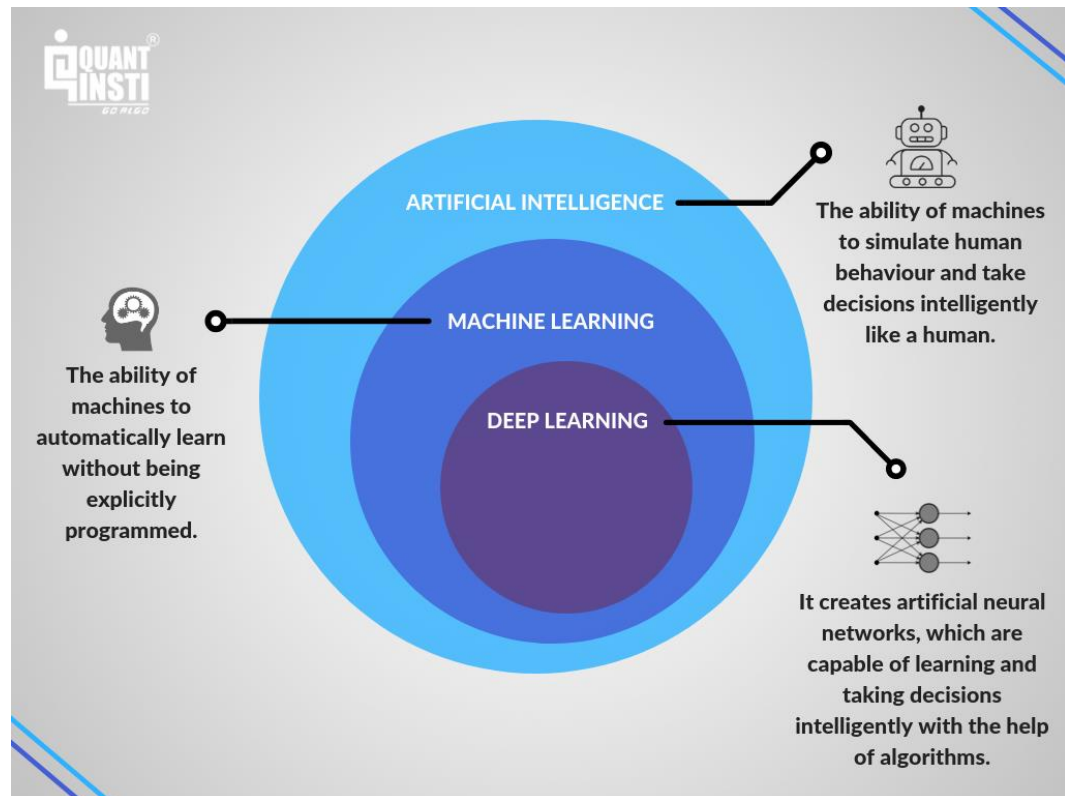 QUANT®
INSTI
GO ALGO
ARTIFICIAL INTELLIGENCE
The ability of machines
to simulate human
behaviour and take
decisions intelligently
like a human.
MACHINE LEARNING
The ability of
machines to
automatically learn
without being
explicitly
programmed.
DEEP LEARNING
It creates artificial neural
networks, which are
capable of learning and
taking decisions
intelligently with the help
of algorithms.